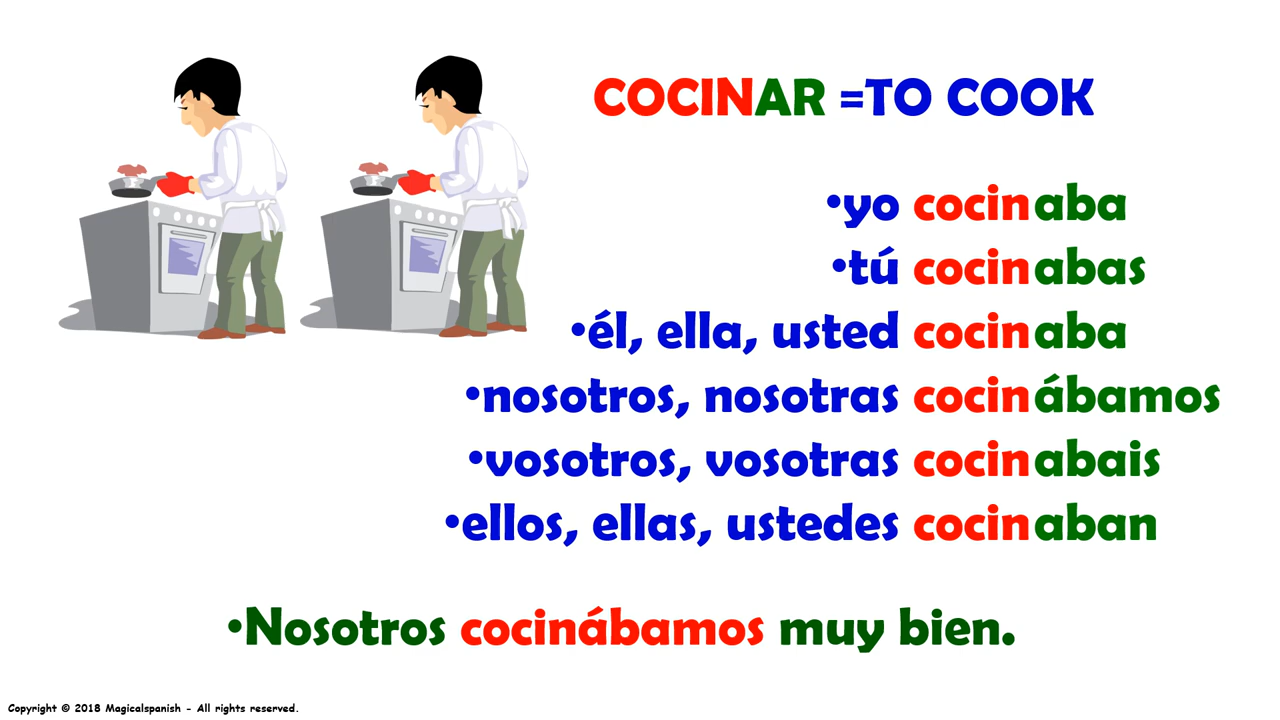 COCINAR =TO COOK
•yo cocinaba
•tú cocinabas
•él, ella, usted cocinaba
•nosotros, nosotras cocinábamos
•vosotros, vosotras cocinabais
•ellos, ellas, ustedes cocinaban
•Nosotros cocinábamos muy bien.
Copyright © 2018 Magicalspanish - All rights reserved.